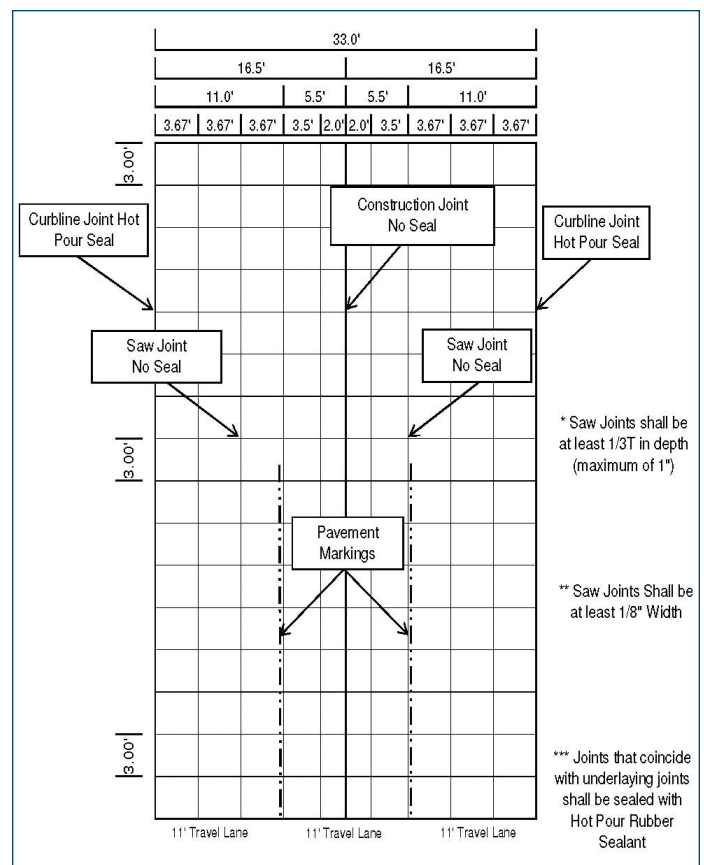 33.0'
16.5' 16.5'
11.0' 5.5' 5.5' 11.0'
3.67' 3.67' 3.67' 3.5' 2.0' 2.0' 3.5' 3.67' 3.67' 3.67'
3.00'
Curbline Joint Hot
Pour Seal
Construction Joint
No Seal
Curbline Joint
Hot Pour Seal
Saw Joint
No Seal
Saw Joint
No Seal
3.00'
* Saw Joints shall be
at least 1/3T in depth
(maximum of 1")
Pavement
Markings
** Saw Joints Shall be
at least 1/8" Width
3.00'
*** Joints that coincide
with underlaying joints
shall be sealed with
Hot Pour Rubber
Sealant
11' Travel Lane 11' Travel Lane 11' Travel Lane